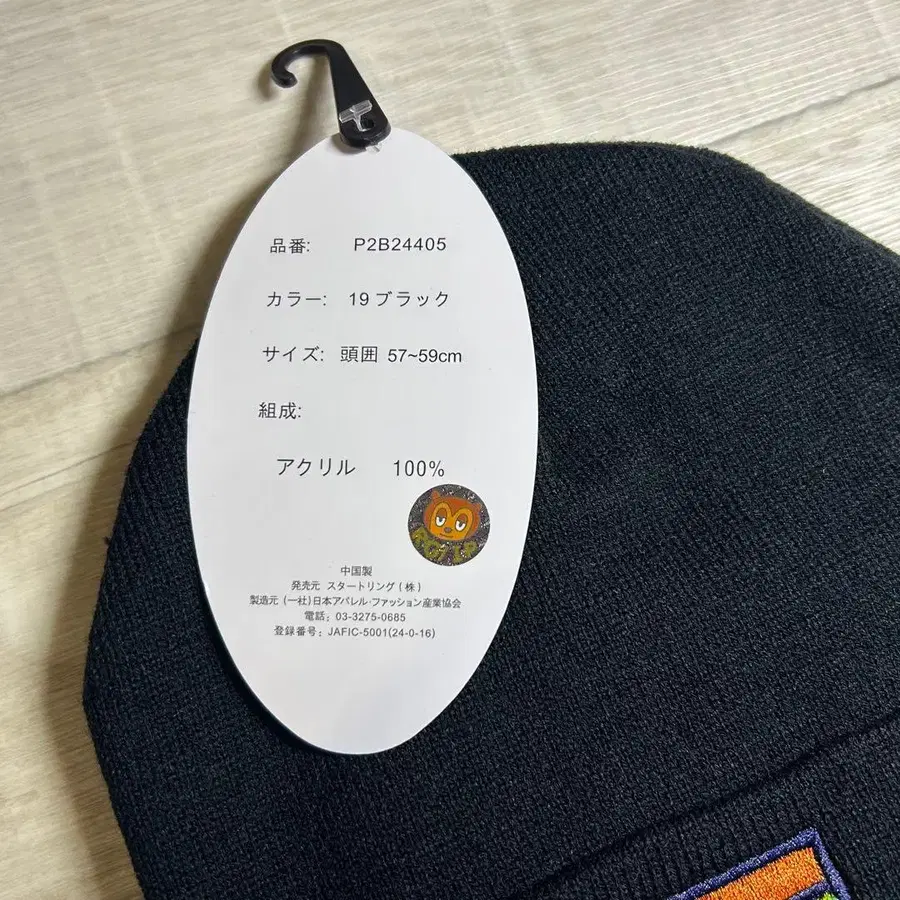 品番: P2B24405
カラー: 19 ブラック
サイズ: 頭囲 57~59cm
組成:
アクリル 100%
中国製
発売元 スタートリング (株)
製造元 (一社)日本アパレル・ファッション産業協会
電話: 03-3275-0685
登録番号: JAFIC-5001(24-0-16)